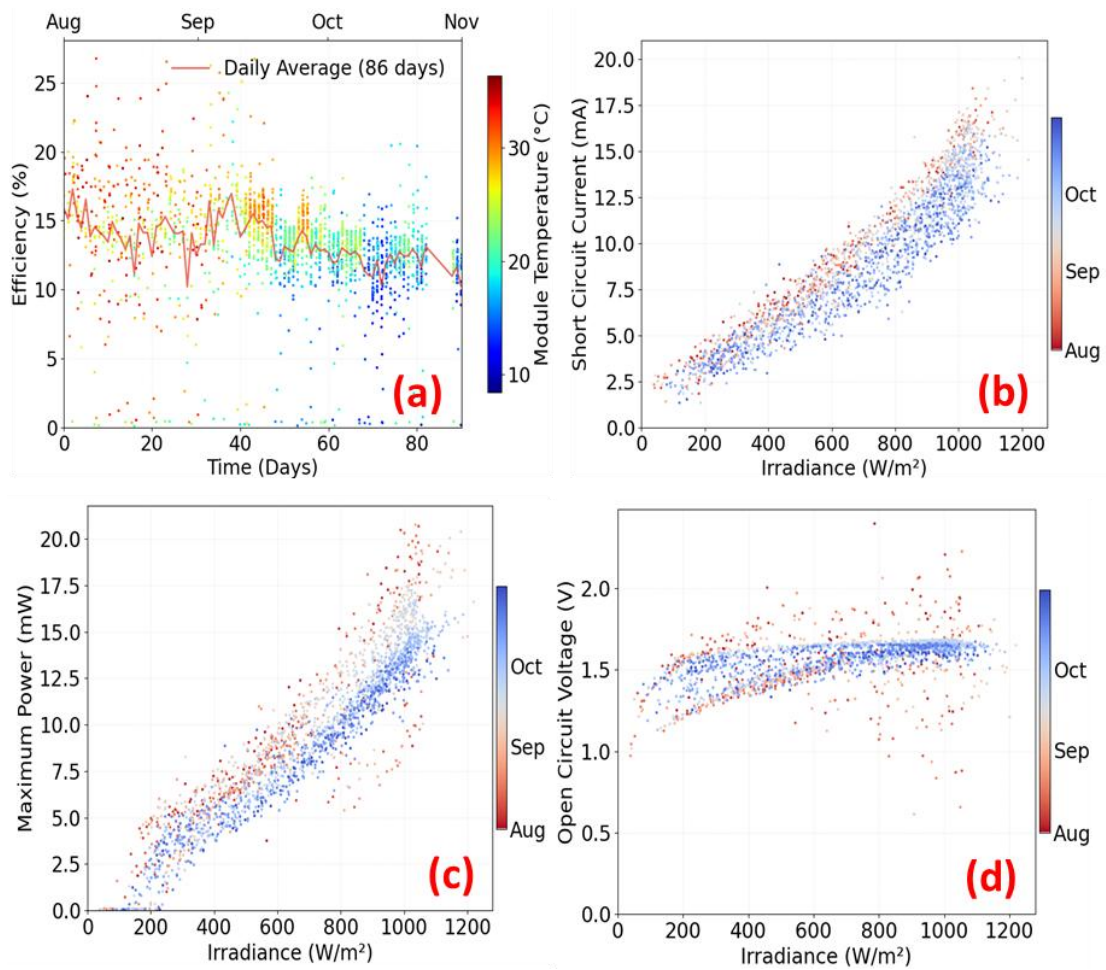 Aug Sep Oct Nov
Daily Average (86 days)
Efficiency (%)
25
20
15
10
5
0
0 20 40 60 80
Time (Days)
Module Temperature (°C)
30
20
10
(a)
Short Circuit Current (mA)
20.0
17.5
15.0
12.5
10.0
7.5
5.0
2.5
0.0
0 200 400 600 800 1000 1200
Irradiance (W/m²)
Oct
Sep
Aug
(b)
Maximum Power (mW)
20.0
17.5
15.0
12.5
10.0
7.5
5.0
2.5
0.0
0 200 400 600 800 1000 1200
Irradiance (W/m²)
Oct
Sep
Aug
(c)
Open Circuit Voltage (V)
2.0
1.5
1.0
0.5
0.0
0 200 400 600 800 1000 1200
Irradiance (W/m²)
Oct
Sep
Aug
(d)